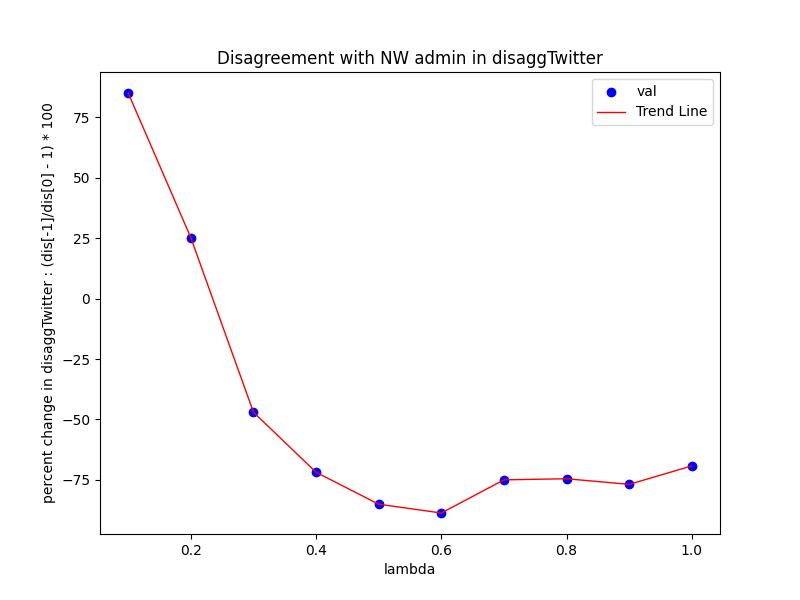 Disagreement with NW admin in disaggTwitter
val
Trend Line
percent change in disaggTwitter : (dis[-1]/dis[0] - 1) * 100
75
50
25
0
−25
−50
−75
0.2 0.4 0.6 0.8 1.0
lambda